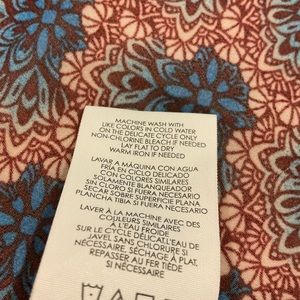 MACHINE WASH WITH
LIKE COLORS IN COLD WATER
ON THE DELICATE CYCLE ONLY
NON-CHLORINE BLEACH IF NEEDED
LAY FLAT TO DRY
WARM IRON IF NEEDED
LAVAR A MÁQUINA CON AGUA
FRÍA EN CICLO DELICADO
CON COLORES SIMILARES
SOLAMENTE BLANQUEADOR
SIN CLORO SI FUERA NECESARIO
SECAR SOBRE SUPERFICIE PLANA
PLANCHA TIBIA SI FUERA NECESARIO
LAVER À LA MACHINE AVEC DES
COULEURS SIMILAIRES
À L'EAU FROIDE
SUR LE CYCLE DÉLICAT.L'EAU DE
JAVEL SANS CHLORURE SI
NÉCESSAIRE, SÉCHAGE À PLAT,
REPASSER AU FER TIÈDE
SI NÉCESSAIRE